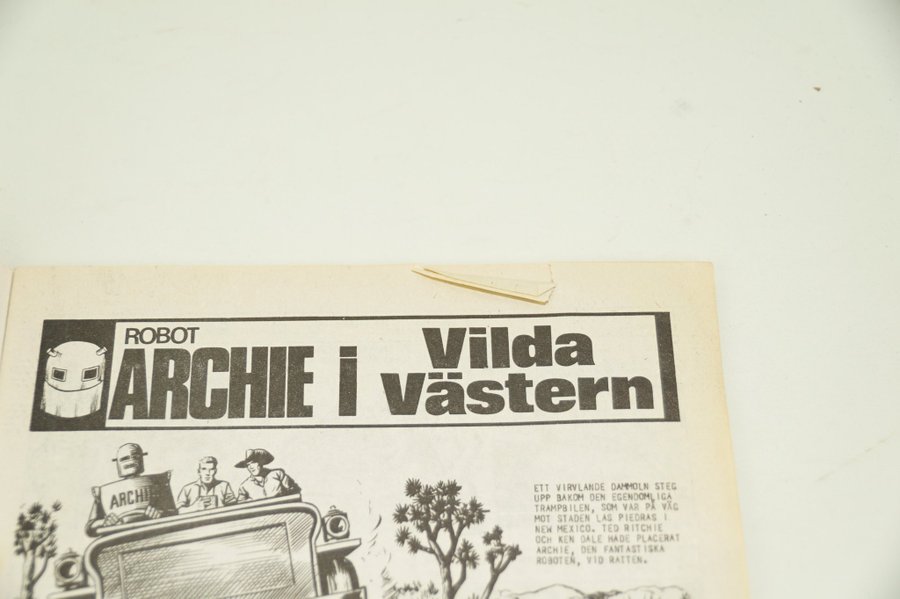 ROBOT
ARCHIE i Vilda
Västern
ARCHIE
ETT VIRVLANDE DAMMOLN STEG
UPP BAKOM DEN EGENDOMLIGA
TRAMPBILEN, SOM VAR PÅ VÄG
MOT STADEN LAS PIEDRAS I
NEW MEXICO. TED RITCHIE
OCH KEN DALE HADE PLACERAT
ARCHIE, DEN FANTASTISKA
ROBOTEN, VID RATTEN.